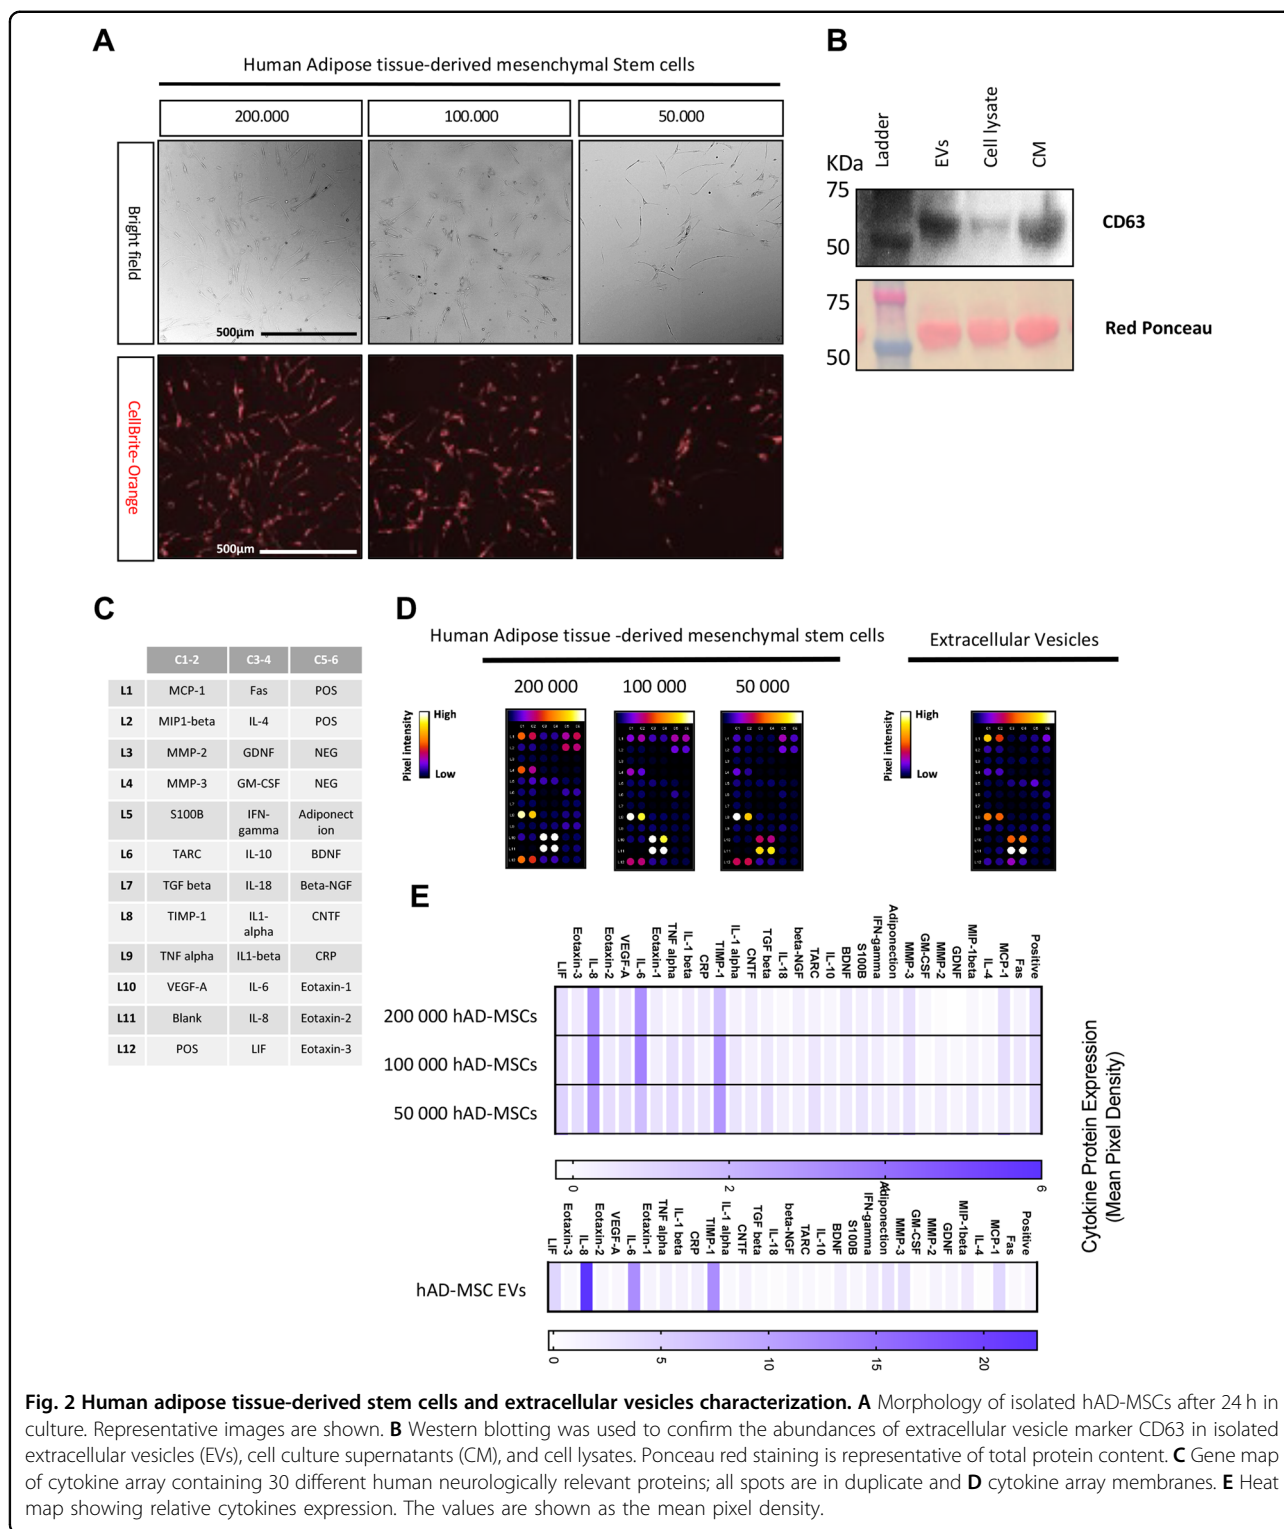 A
Human Adipose tissue-derived mesenchymal Stem cells
200.000
100.000
50.000
Bright field
500µm
CellBrite-Orange
500µm
B
KDa
Ladder
EVs
Cell lysate
CM
75
50
CD63
75
50
Red Ponceau
C
C1-2 C3-4 C5-6
L1 MCP-1 Fas POS
L2 MIP1-beta IL-4 POS
L3 MMP-2 GDNF NEG
L4 MMP-3 GM-CSF NEG
L5 S100B IFN-gamma Adiponection
L6 TARC IL-10 BDNF
L7 TGF beta IL-18 Beta-NGF
L8 TIMP-1 IL1-alpha CNTF
L9 TNF alpha IL1-beta CRP
L10 VEGF-A IL-6 Eotaxin-1
L11 Blank IL-8 Eotaxin-2
L12 POS LIF Eotaxin-3
D
Human Adipose tissue -derived mesenchymal stem cells
Extracellular Vesicles
200 000
100 000
50 000
Pixel intensity
High
Low
Pixel intensity
High
Low
E
LIF
Eotaxin-3
IL-8
Eotaxin-2
VEGF-A
IL-6
Eotaxin-1
TNF alpha
IL-1 beta
CRP
TIMP-1
IL-1 alpha
CNTF
TGF beta
IL-18
beta-NGF
TARC
IL-10
BDNF
S100B
IFN-gamma
Adiponection
MMP-3
GM-CSF
MMP-2
GDNF
MIP-1beta
IL-4
MCP-1
Fas
Positive
200 000 hAD-MSCs
100 000 hAD-MSCs
50 000 hAD-MSCs
0
2
4
6
LIF
Eotaxin-3
IL-8
Eotaxin-2
VEGF-A
IL-6
Eotaxin-1
TNF alpha
IL-1 beta
CRP
TIMP-1
IL-1 alpha
CNTF
TGF beta
IL-18
beta-NGF
TARC
IL-10
BDNF
S100B
IFN-gamma
Adiponection
MMP-3
GM-CSF
MMP-2
GDNF
MIP-1beta
IL-4
MCP-1
Fas
Positive
hAD-MSC EVs
0
5
10
15
20
Cytokine Protein Expression
(Mean Pixel Density)
Fig. 2 Human adipose tissue-derived stem cells and extracellular vesicles characterization. A Morphology of isolated hAD-MSCs after 24 h in
culture. Representative images are shown. B Western blotting was used to confirm the abundances of extracellular vesicle marker CD63 in isolated
extracellular vesicles (EVs), cell culture supernatants (CM), and cell lysates. Ponceau red staining is representative of total protein content. C Gene map
of cytokine array containing 30 different human neurologically relevant proteins; all spots are in duplicate and D cytokine array membranes. E Heat
map showing relative cytokines expression. The values are shown as the mean pixel density.